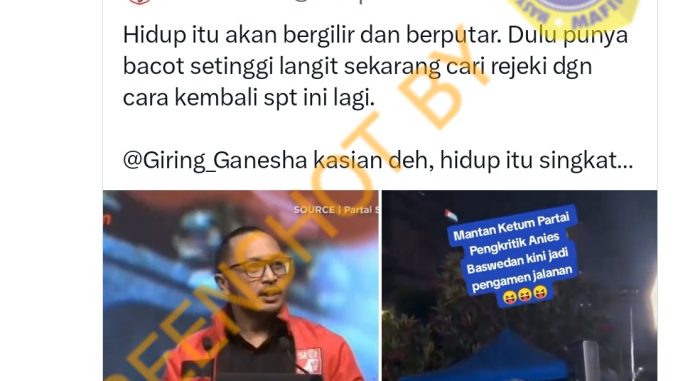 MAFIN
Hidup itu akan bergilir dan berputar. Dulu punya
bacot setinggi langit sekarang cari rejeki dgn
cara kembali spt ini lagi.
@Giring_Ganesha kasian deh, hidup itu singkat...
SOURCE | Partai S
Mantan Ketum Partai
Pengkritik Anies
Baswedan kini jadi
pengamen jalanan
😝😝😝
REENSHOT BY